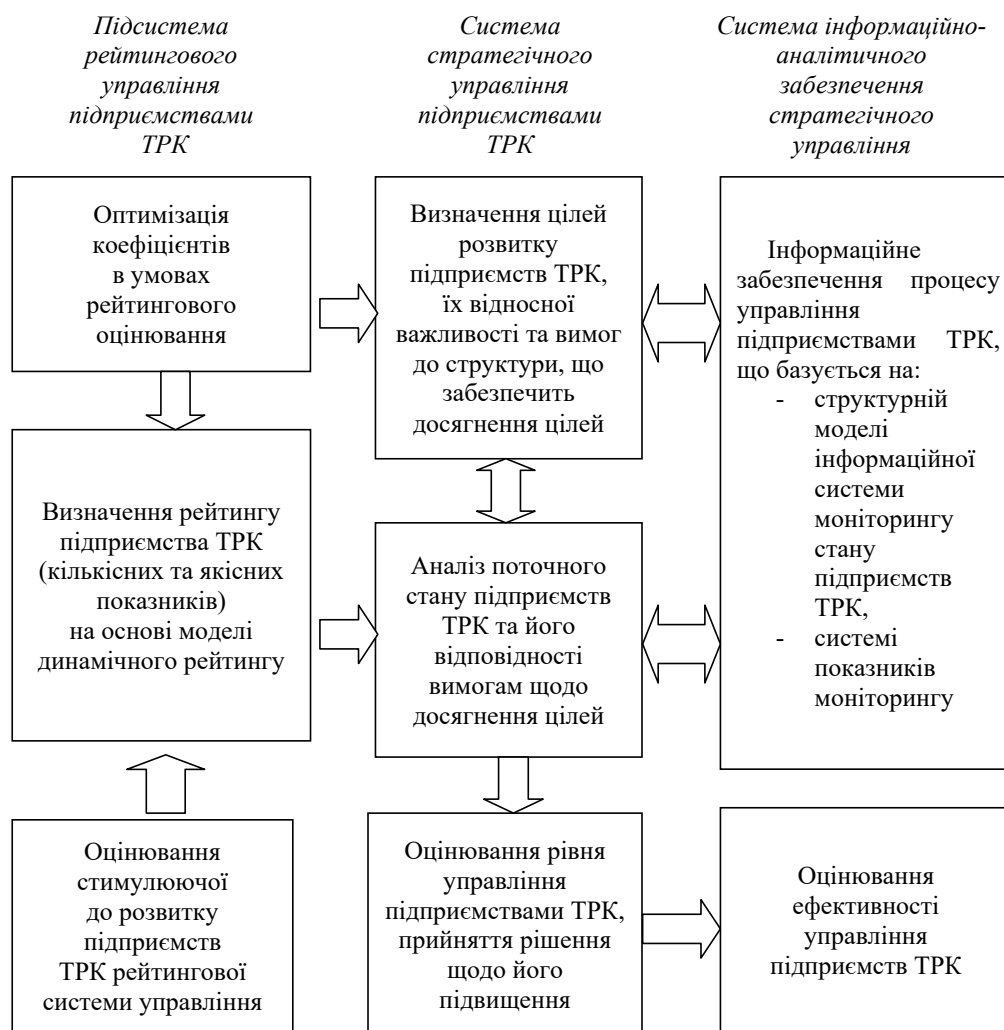 Підсистема
рейтингового
управління
підприємствами
ТРК
Система
стратегічного
управління
підприємствами
ТРК
Система інформаційно-
аналітичного
забезпечення
стратегічного
управління
Оптимізація
коефіцієнтів
в умовах
рейтингового
оцінювання
Визначення цілей
розвитку
підприємств ТРК,
їх відносної
важливості та вимог
до структури, що
забезпечить
досягнення цілей
Інформаційне
забезпечення процесу
управління
підприємствами ТРК,
що базується на:
- структурній
моделі
інформаційної
системи
моніторингу
стану
підприємств
ТРК,
- системі
показників
моніторингу
Визначення рейтингу
підприємства ТРК
(кількісних та якісних
показників)
на основі моделі
динамічного рейтингу
Аналіз поточного
стану підприємств
ТРК та його
відповідності
вимогам щодо
досягнення цілей
Оцінювання
стимулюючої
до розвитку
підприємств
ТРК рейтингової
системи управління
Оцінювання рівня
управління
підприємствами ТРК,
прийняття рішення
щодо його
підвищення
Оцінювання
ефективності
управління
підприємств ТРК